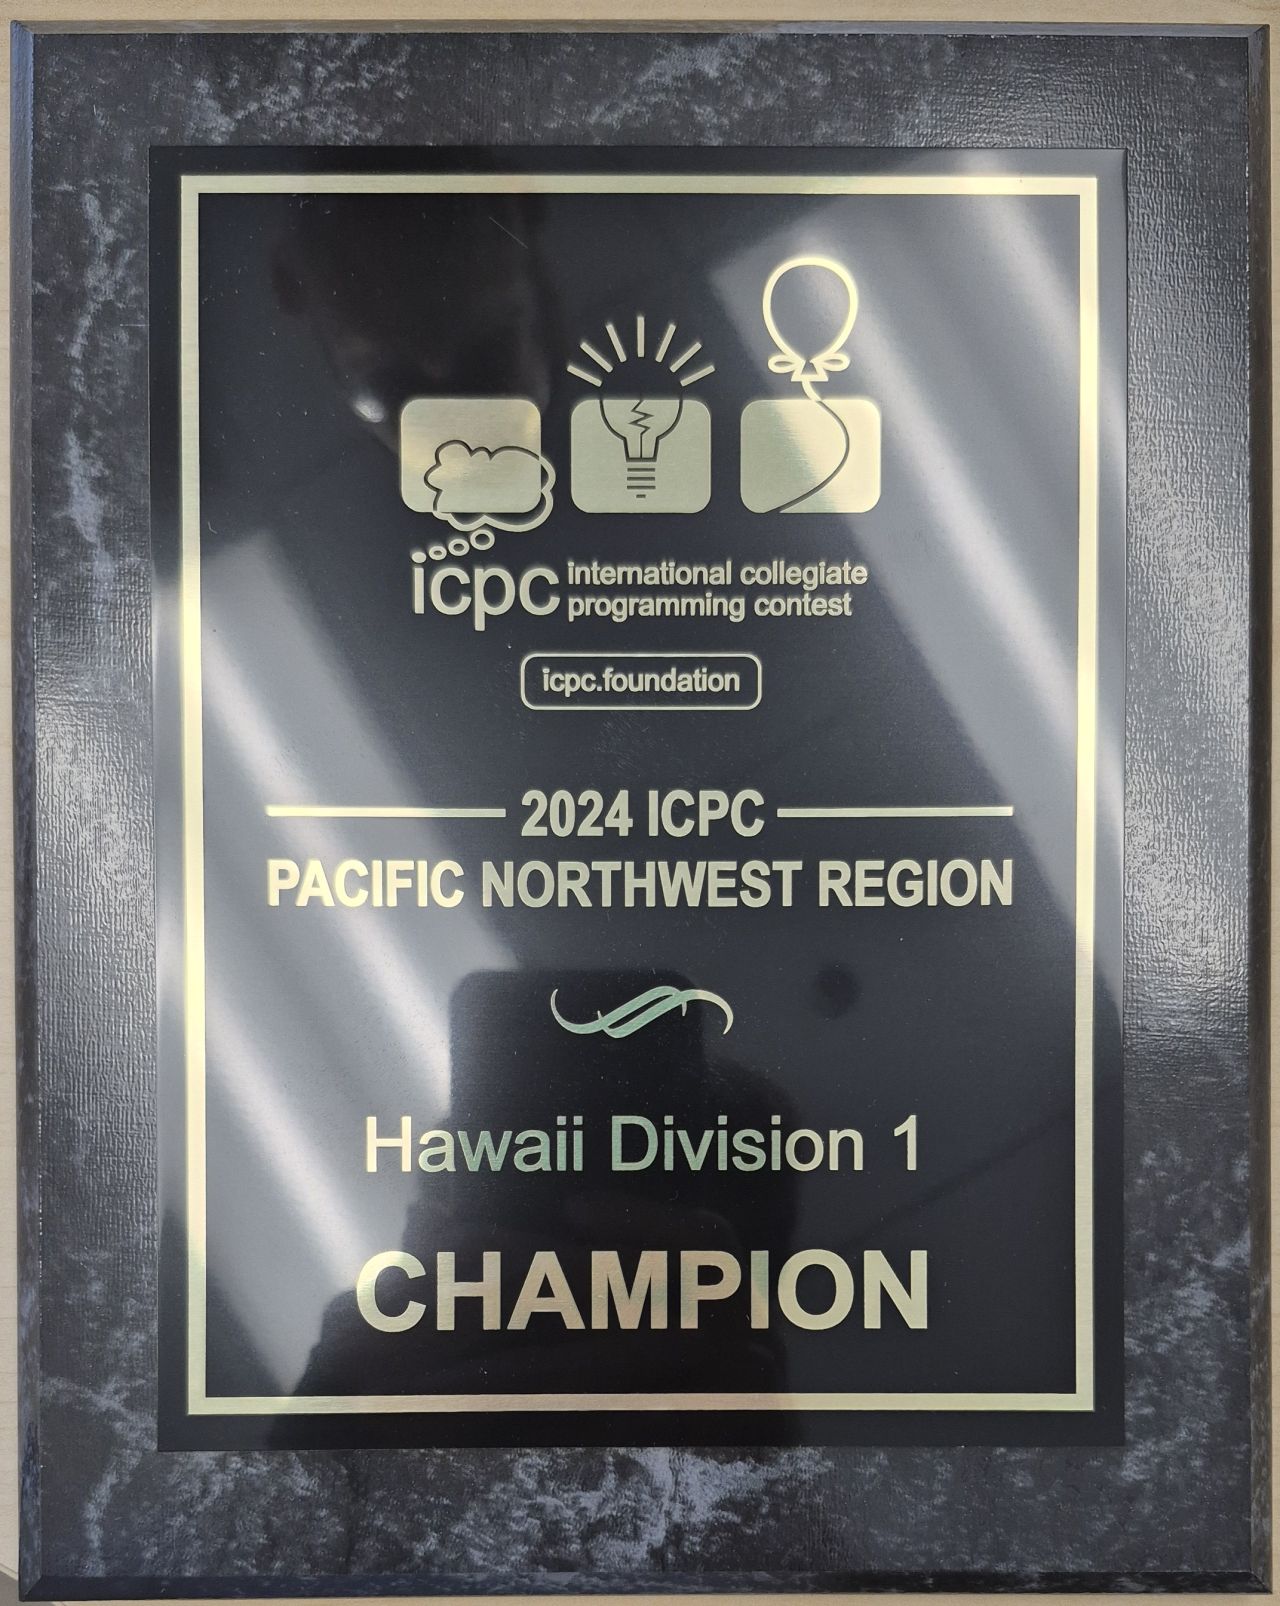 icpc international collegiate
programming contest
icpc.foundation
2024 ICPC
PACIFIC NORTHWEST REGION
Hawaii Division 1
CHAMPION